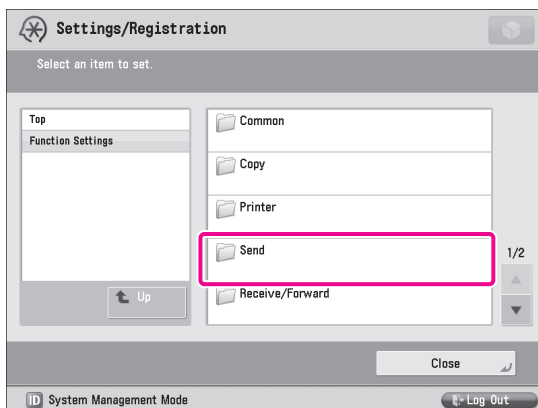 Settings/Registration
Select an item to set.
Top
Function Settings
Up
Common
Copy
Printer
Send
Receive/Forward
1/2
Close
ID System Management Mode
Log Out